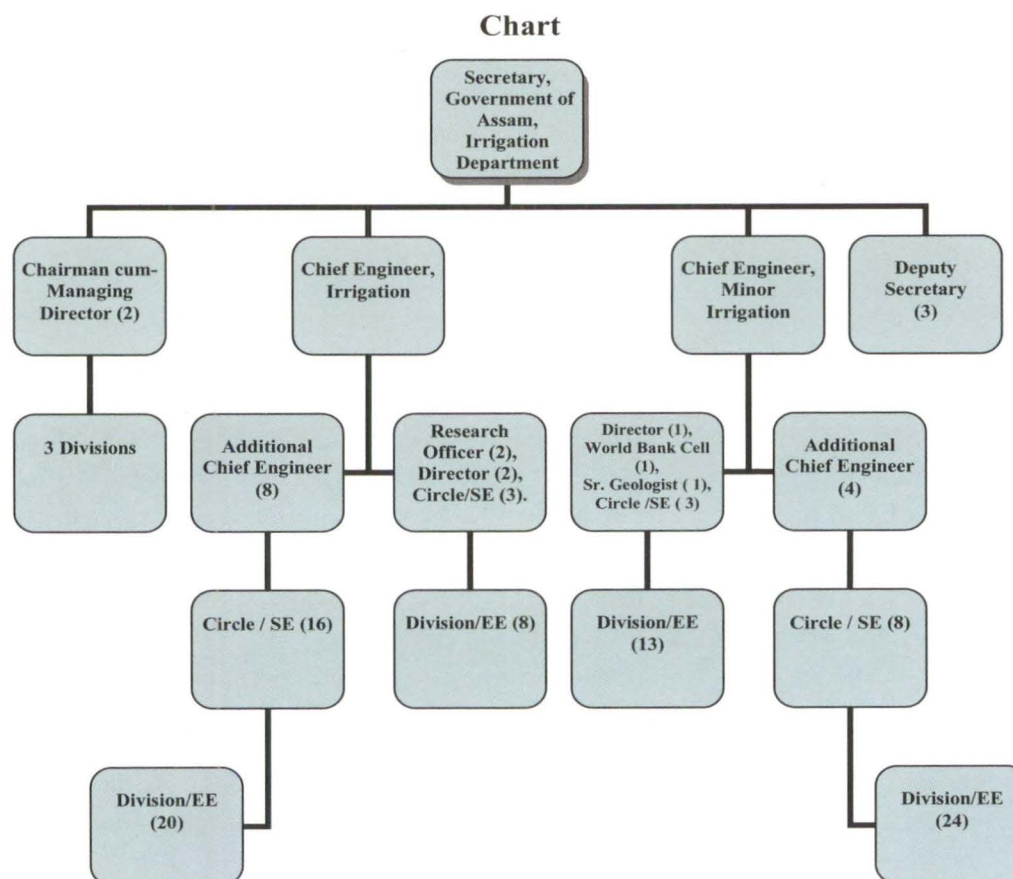 Chart
Secretary,
Government of
Assam,
Irrigation
Department
Chairman cum-
Managing
Director (2)
Chief Engineer,
Irrigation
Chief Engineer,
Minor
Irrigation
Deputy
Secretary
(3)
3 Divisions
Additional
Chief Engineer
(8)
Research
Officer (2),
Director (2),
Circle/SE (3).
Director (1),
World Bank Cell
(1),
Sr. Geologist ( 1),
Circle /SE ( 3)
Additional
Chief Engineer
(4)
Circle / SE (16)
Division/EE (8)
Division/EE
(13)
Circle / SE (8)
Division/EE
(20)
Division/EE
(24)